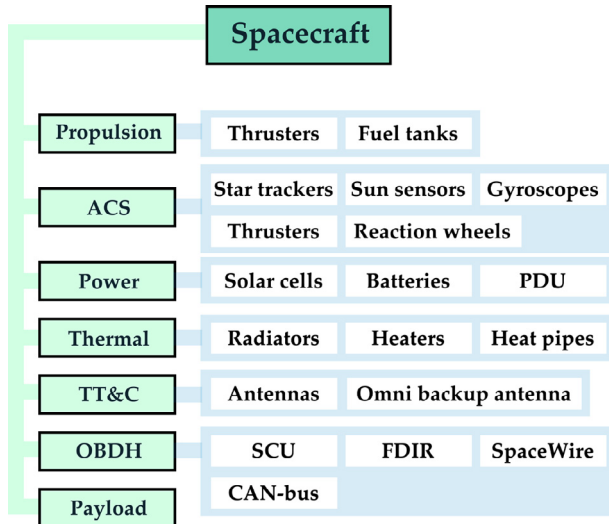 Spacecraft
Propulsion Thrusters Fuel tanks
ACS Star trackers Sun sensors Gyroscopes
Thrusters Reaction wheels
Power Solar cells Batteries PDU
Thermal Radiators Heaters Heat pipes
TT&C Antennas Omni backup antenna
OBDH SCU FDIR SpaceWire
CAN-bus
Payload